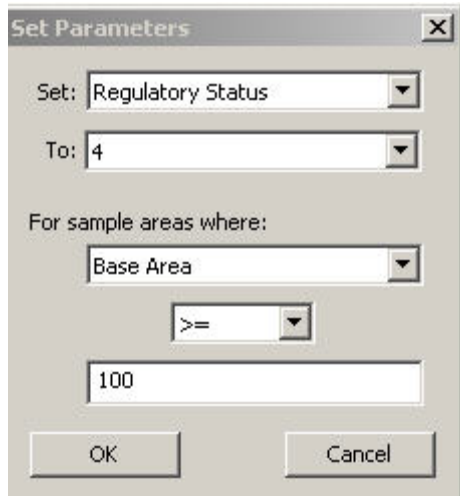 Set Parameters
Set: Regulatory Status
To: 4
For sample areas where:
Base Area
>=
100
OK Cancel